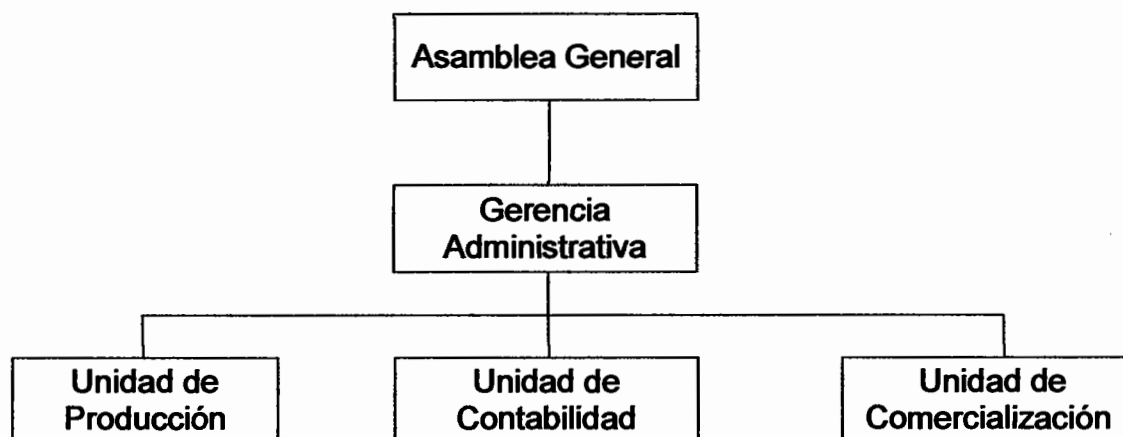 Asamblea General
Gerencia
Administrativa
Unidad de
Producción
Unidad de
Contabilidad
Unidad de
Comercialización